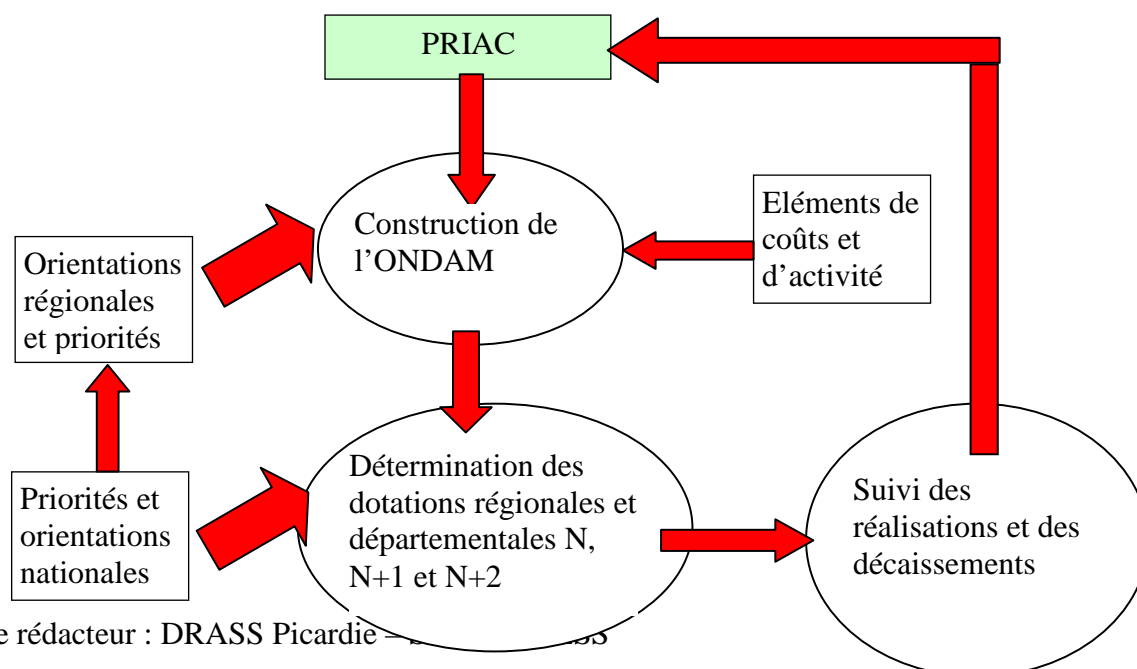 PRIAC
Construction de
l’ONDAM
Eléments de
coûts et
d’activité
Orientations
régionales
et priorités
Priorités et
orientations
nationales
Détermination des
dotations régionales et
départementales N,
N+1 et N+2
Suivi des
réalisations et des
décaissements
e rédacteur : DRASS Picardie –